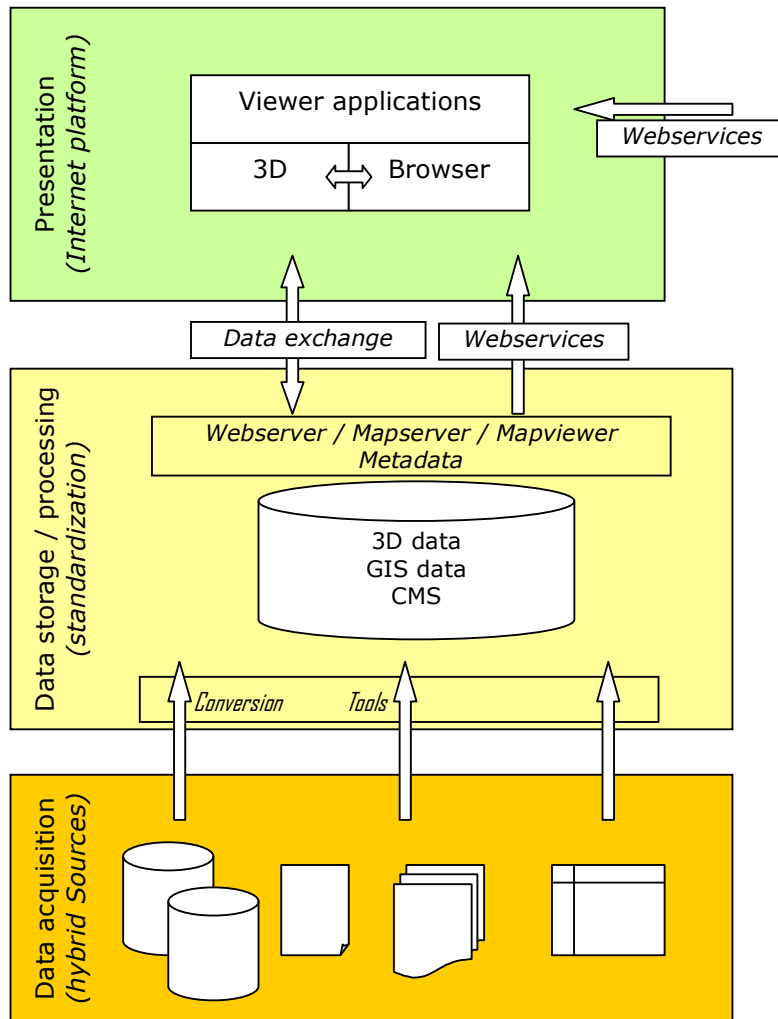 Presentation
(Internet platform)
Viewer applications
3D
Browser
Webservices
Data exchange
Webservices
Data storage / processing
(standardization)
Webserver / Mapserver / Mapviewer
Metadata
3D data
GIS data
CMS
Conversion Tools
Data acquisition
(hybrid Sources)